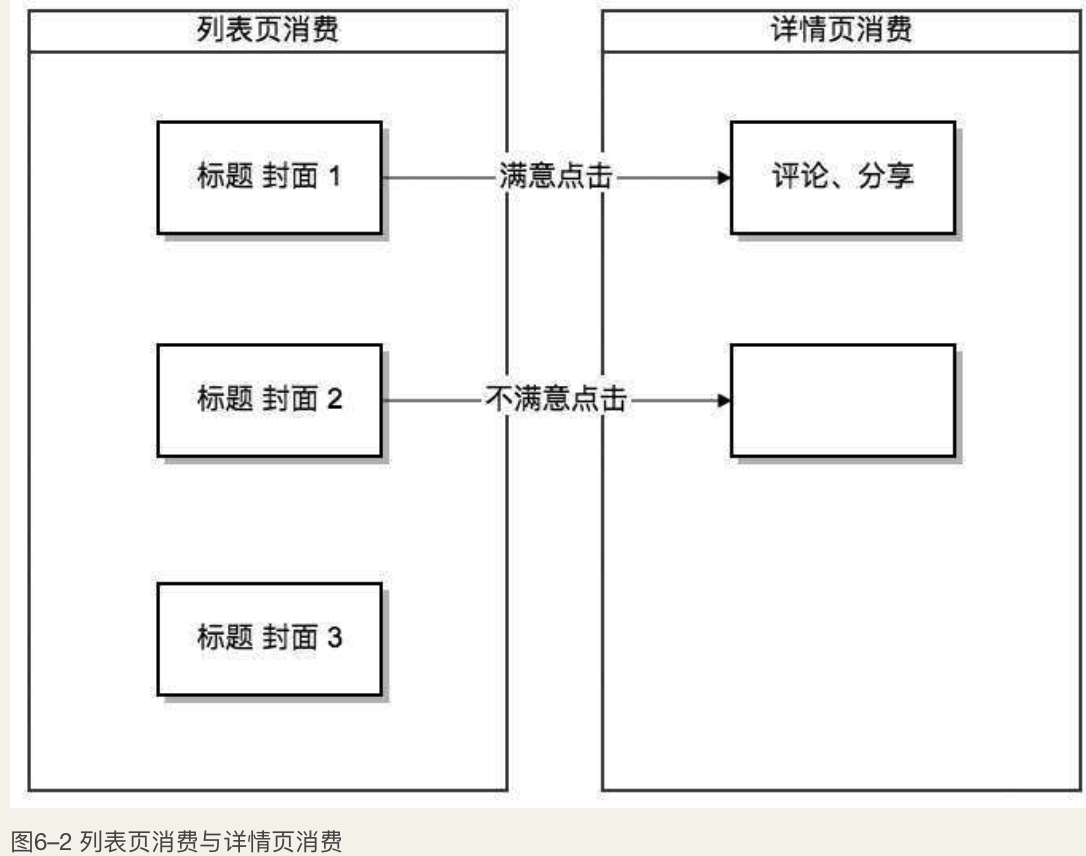 列表页消费
详情页消费
标题 封面 1
满意点击
评论、分享
标题 封面 2
不满意点击
标题 封面 3
图6–2 列表页消费与详情页消费